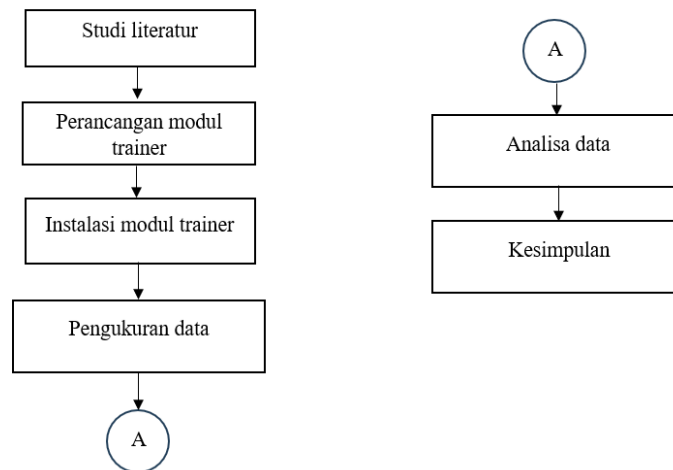 Studi literatur
Perancangan modul
trainer
Instalasi modul trainer
Pengukuran data
A
A
Analisa data
Kesimpulan